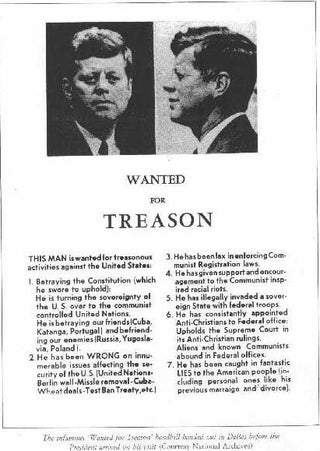 WANTED
FOR
TREASON
THIS MAN is wanted for treasonous
activities against the United States:
1. Betraying the Constitution (which
he swore to uphold):
He is turning the sovereignty of
the U.S. over to the communist
controlled United Nations.
He is betraying our friends (Cuba,
Katanga, Portugal) and befriend-
ing our enemies (Russia, Yugosla-
via, Poland).
2. He has been WRONG on innu-
merable issues affecting the se-
curity of the U.S. (United Nations-
Berlin wall-Missle removal-Cuba-
Wheat deals-Test Ban Treaty, etc.)
3. He has been lax in enforcing Com-
munist Registration laws.
4. He has given support and encour-
agement to the Communist insp-
ired racial riots.
5. He has illegally invaded a sover-
eign State with federal troops.
6. He has consistantly appointed
Anti-Christians to Federal office:
Upholds the Supreme Court in
its Anti-Christian rulings.
Aliens and known Communists
abound in Federal offices.
7. He has been caught in fantastic
LIES to the American people (in-
cluding personal ones like his
previous marraige and divorce).
The infamous 'Wanted for Treason' handbill handed out in Dallas before the
President arrived on his visit (Courtesy National Archives)